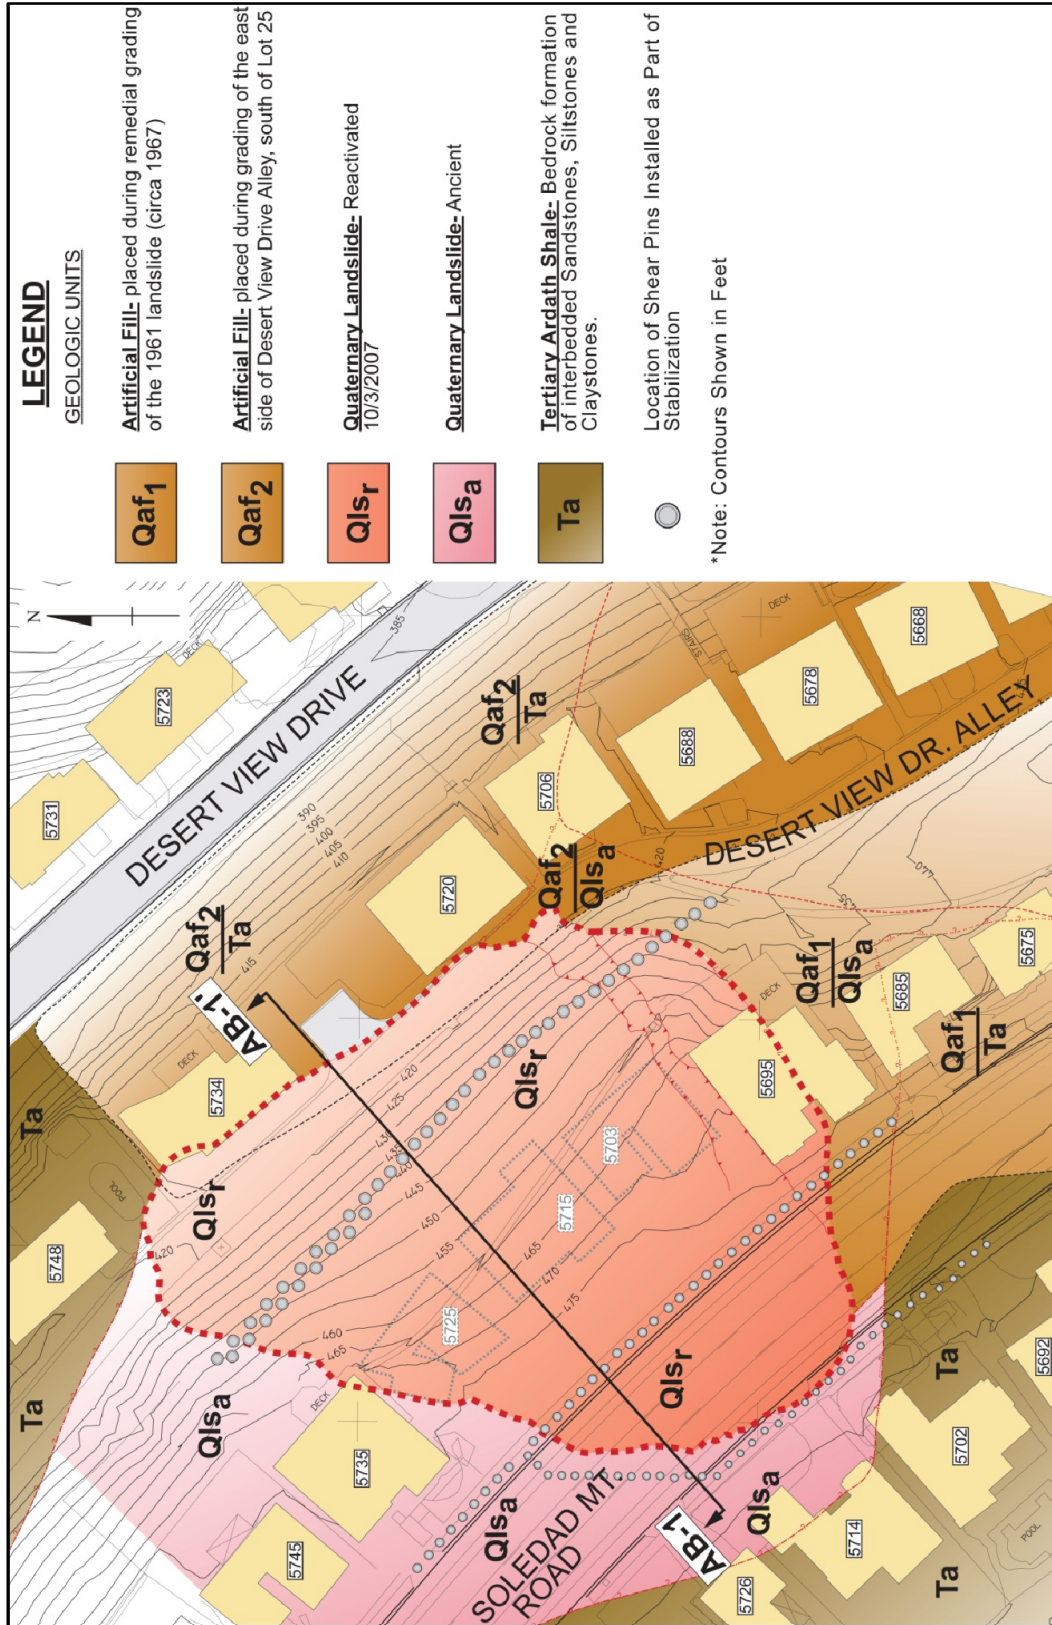 LEGEND
GEOLOGIC UNITS
Qaf1
Artificial Fill- placed during remedial grading
of the 1961 landslide (circa 1967)
Qaf2
Artificial Fill- placed during grading of the east
side of Desert View Drive Alley, south of Lot 25
Qlsr
Quaternary Landslide- Reactivated
10/3/2007
Qlsa
Quaternary Landslide- Ancient
Ta
Tertiary Ardath Shale- Bedrock formation
of interbedded Sandstones, Siltstones and
Claystones.
Location of Shear Pins Installed as Part of
Stabilization
*Note: Contours Shown in Feet
N
5731
5723
DECK
DESERT VIEW DRIVE
385
Ta
5748
POOL
Ta
5734
DECK
AB-1'
Qaf2
Ta
415
390
395
400
405
410
5720
Qaf2
Ta
5706
5688
STAIRS
DECK
5678
5668
Qaf2
Qlsa
420
DESERT VIEW DR. ALLEY
435
440
Qlsr
420
420
425
430
435
440
445
450
455
460
465
465
470
475
Qlsr
5703
5715
5725
DECK
5695
Qaf1
Qlsa
5685
5675
Qaf1
Ta
Qlsa
DECK
5735
5745
Qlsa
SOLEDAD MT.
ROAD
Qlsr
AB-1
Qlsa
5726
5714
5702
Ta
5692
POOL
Ta